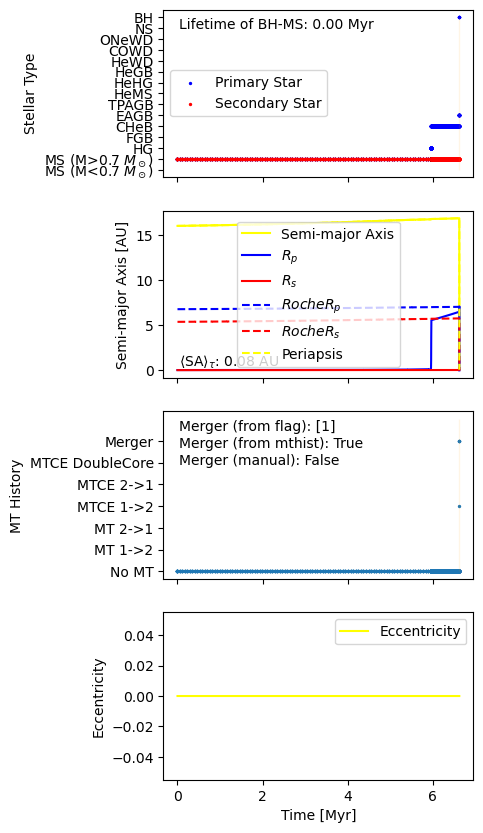 BH
NS
ONeWD
COWD
HeWD
HeGB
HeHG
HeMS
TPAGB
EAGB
CHeB
FGB
HG
MS (M>0.7 M⊙)
MS (M<0.7 M⊙)
Stellar Type
Lifetime of BH-MS: 0.00 Myr
Primary Star
Secondary Star
15
10
5
0
Semi-major Axis [AU]
Semi-major Axis
Rp
Rs
RocheRp
RocheRs
Periapsis
⟨SA⟩τ: 0.08 AU
Merger
MTCE DoubleCore
MTCE 2->1
MTCE 1->2
MT 2->1
MT 1->2
No MT
MT History
Merger (from flag): [1]
Merger (from mthist): True
Merger (manual): False
0.04
0.02
0.00
−0.02
−0.04
Eccentricity
Eccentricity
0 2 4 6
Time [Myr]